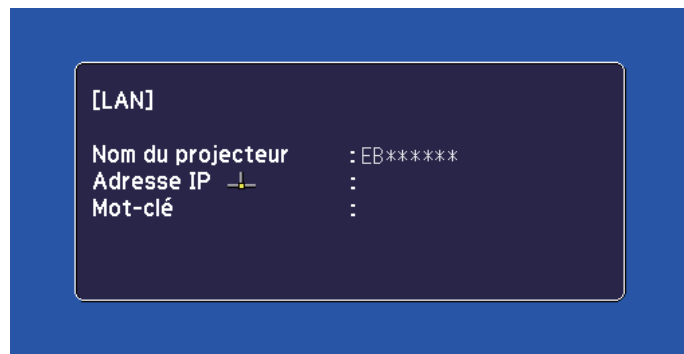 [LAN]
Nom du projecteur : EB******
Adresse IP :
Mot-clé :